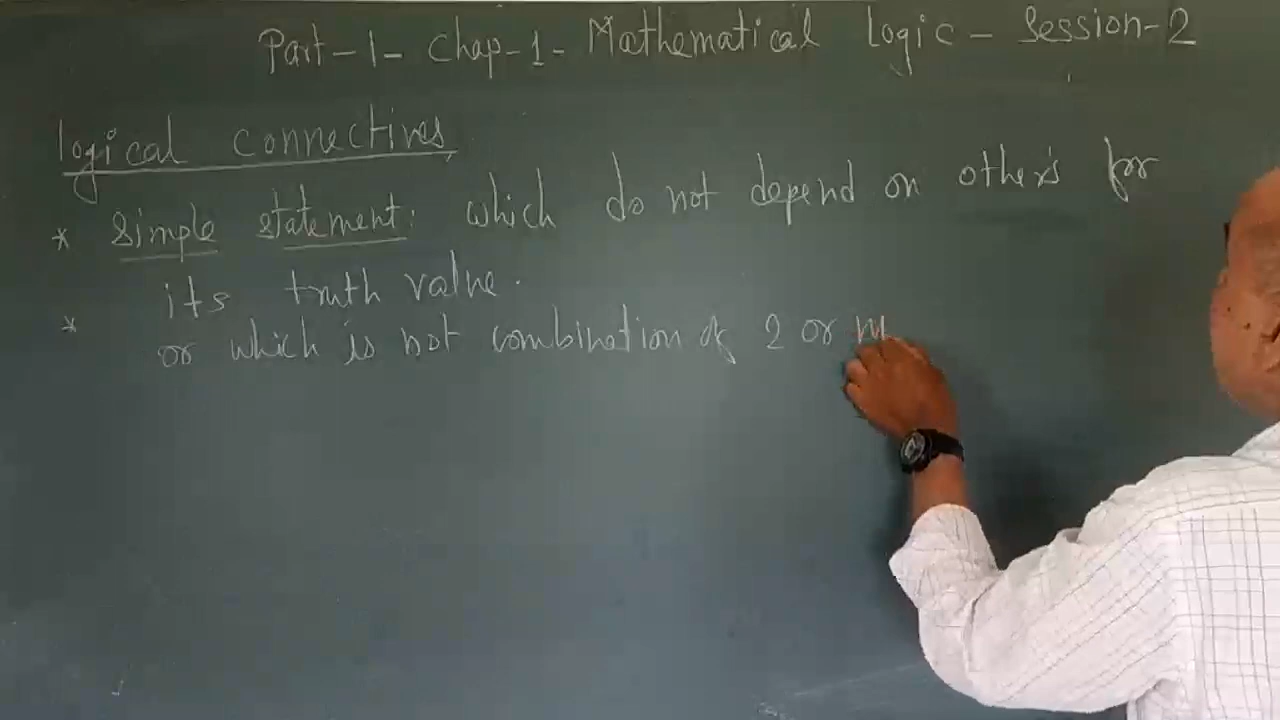 Part-1- Chap-1- Mathematical Logic - Session-2
logical connectives,
* Simple statement: which do not depend on other's for
its truth value.
*
or which is not combination of 2 or m